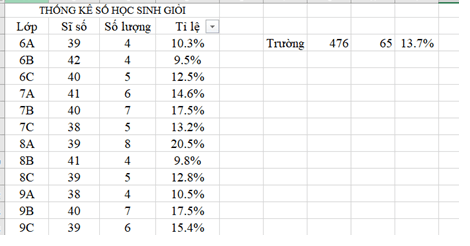 THỐNG KÊ SỐ HỌC SINH GIỎI
Lớp Sĩ số Số lượng Tỉ lệ
6A 39 4 10.3% Trường 476 65 13.7%
6B 42 4 9.5%
6C 40 5 12.5%
7A 41 6 14.6%
7B 40 7 17.5%
7C 38 5 13.2%
8A 39 8 20.5%
8B 41 4 9.8%
8C 39 5 12.8%
9A 38 4 10.5%
9B 40 7 17.5%
9C 39 6 15.4%